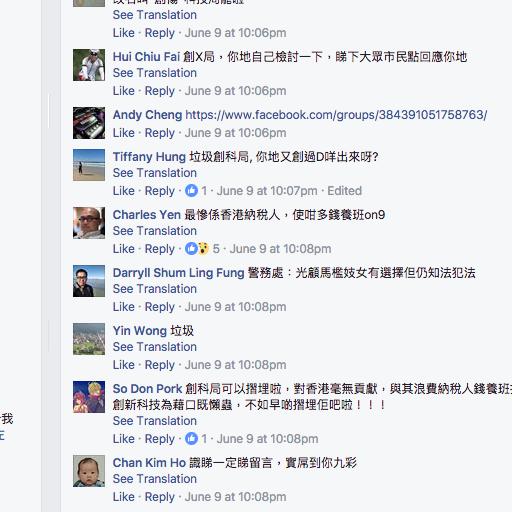 See Translation
Like · Reply · June 9 at 10:06pm
Hui Chiu Fai 創X局，你地自己檢討一下，睇下大眾市民點回應你地
See Translation
Like · Reply · June 9 at 10:06pm
Andy Cheng https://www.facebook.com/groups/384391051758763/
Like · Reply · June 9 at 10:06pm
Tiffany Hung 垃圾創科局, 你地又創過D咩出來呀?
See Translation
Like · Reply · 1 · June 9 at 10:07pm · Edited
Charles Yen 最慘係香港納稅人，使咁多錢養班on9
See Translation
Like · Reply · 5 · June 9 at 10:08pm
Darryll Shum Ling Fung 警務處：光顧馬檻妓女有選擇但仍知法犯法
See Translation
Like · Reply · June 9 at 10:08pm
Yin Wong 垃圾
See Translation
Like · Reply · June 9 at 10:08pm
So Don Pork 創科局可以摺埋啦，對香港毫無貢獻，與其浪費納稅人錢養班
創新科技為藉口既懶蟲，不如早啲摺埋佢吧啦！！！
See Translation
Like · Reply · 1 · June 9 at 10:08pm
Chan Kim Ho 識睇一定睇留言，實屌到你九彩
See Translation
Like · Reply · June 9 at 10:08pm
我